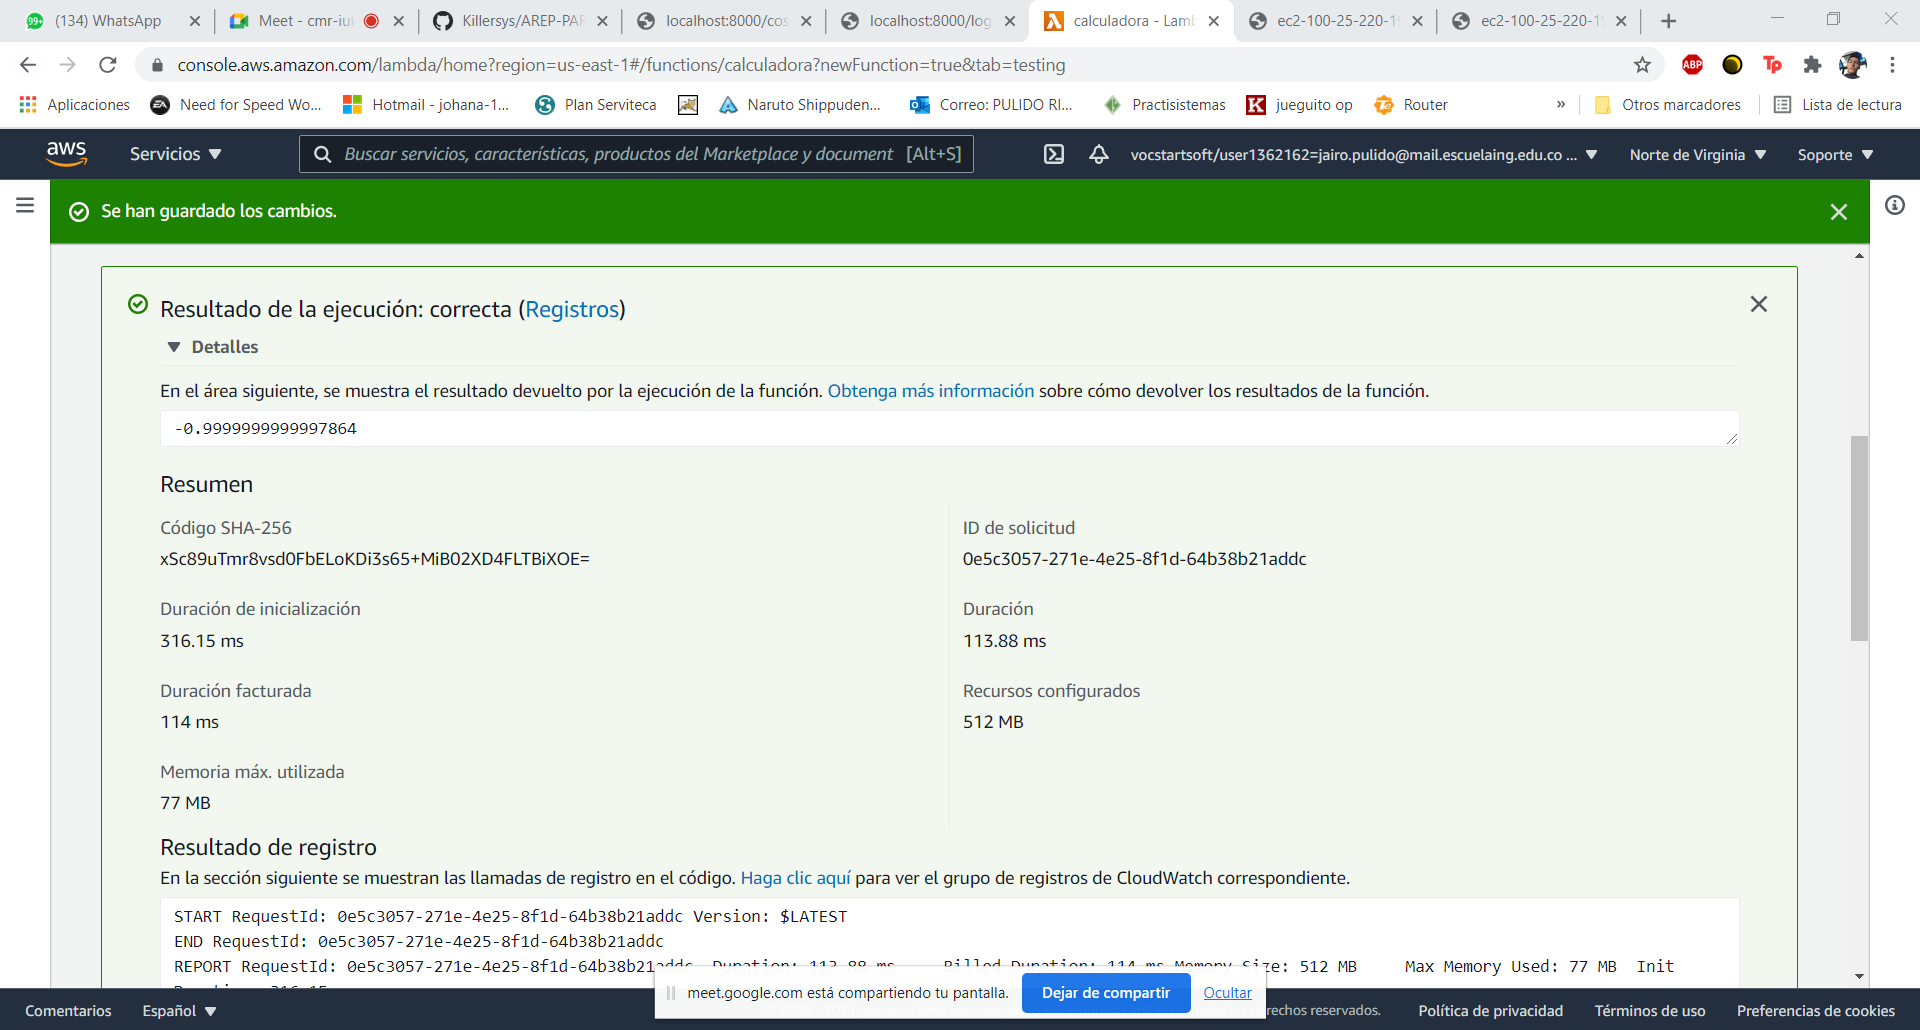 (134) WhatsApp
Meet - cmr-iul
Killersys/AREP-PAR
localhost:8000/cos
localhost:8000/log
calculadora - Lamb
ec2-100-25-220-19
ec2-100-25-220-19
console.aws.amazon.com/lambda/home?region=us-east-1#/functions/calculadora?newFunction=true&tab=testing
ABP
Tp
Aplicaciones
Need for Speed Wo...
Hotmail - johana-1...
Plan Serviteca
Naruto Shippuden...
Correo: PULIDO RI...
Practisistemas
jueguito op
Router
»
Otros marcadores
Lista de lectura
aws
Servicios
Buscar servicios, características, productos del Marketplace y document [Alt+S]
vocstartsoft/user1362162=jairo.pulido@mail.escuelaing.edu.co ...
Norte de Virginia
Soporte
Se han guardado los cambios.
Resultado de la ejecución: correcta (Registros)
Detalles
En el área siguiente, se muestra el resultado devuelto por la ejecución de la función. Obtenga más información sobre cómo devolver los resultados de la función.
-0.9999999999997864
Resumen
Código SHA-256
xSc89uTmr8vsd0FbELoKDi3s65+MiB02XD4FLTBiXOE=
ID de solicitud
0e5c3057-271e-4e25-8f1d-64b38b21addc
Duración de inicialización
316.15 ms
Duración
113.88 ms
Duración facturada
114 ms
Recursos configurados
512 MB
Memoria máx. utilizada
77 MB
Resultado de registro
En la sección siguiente se muestran las llamadas de registro en el código. Haga clic aquí para ver el grupo de registros de CloudWatch correspondiente.
START RequestId: 0e5c3057-271e-4e25-8f1d-64b38b21addc Version: $LATEST
END RequestId: 0e5c3057-271e-4e25-8f1d-64b38b21addc
REPORT RequestId: 0e5c3057-271e-4e25-8f1d-64b38b21addc Duration: 113.88 ms Billed Duration: 114 ms Memory Size: 512 MB Max Memory Used: 77 MB Init
meet.google.com está compartiendo tu pantalla.
Dejar de compartir
Ocultar
Comentarios
Español
rechos reservados.
Política de privacidad
Términos de uso
Preferencias de cookies